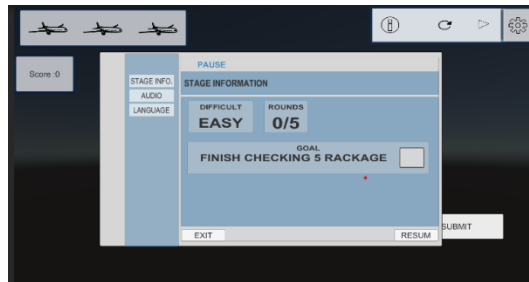 Score :0
PAUSE
STAGE INFO.
AUDIO
LANGUAGE
STAGE INFORMATION
DIFFICULT
EASY
ROUNDS
0/5
GOAL
FINISH CHECKING 5 RACKAGE
EXIT
RESUM
SUBMIT